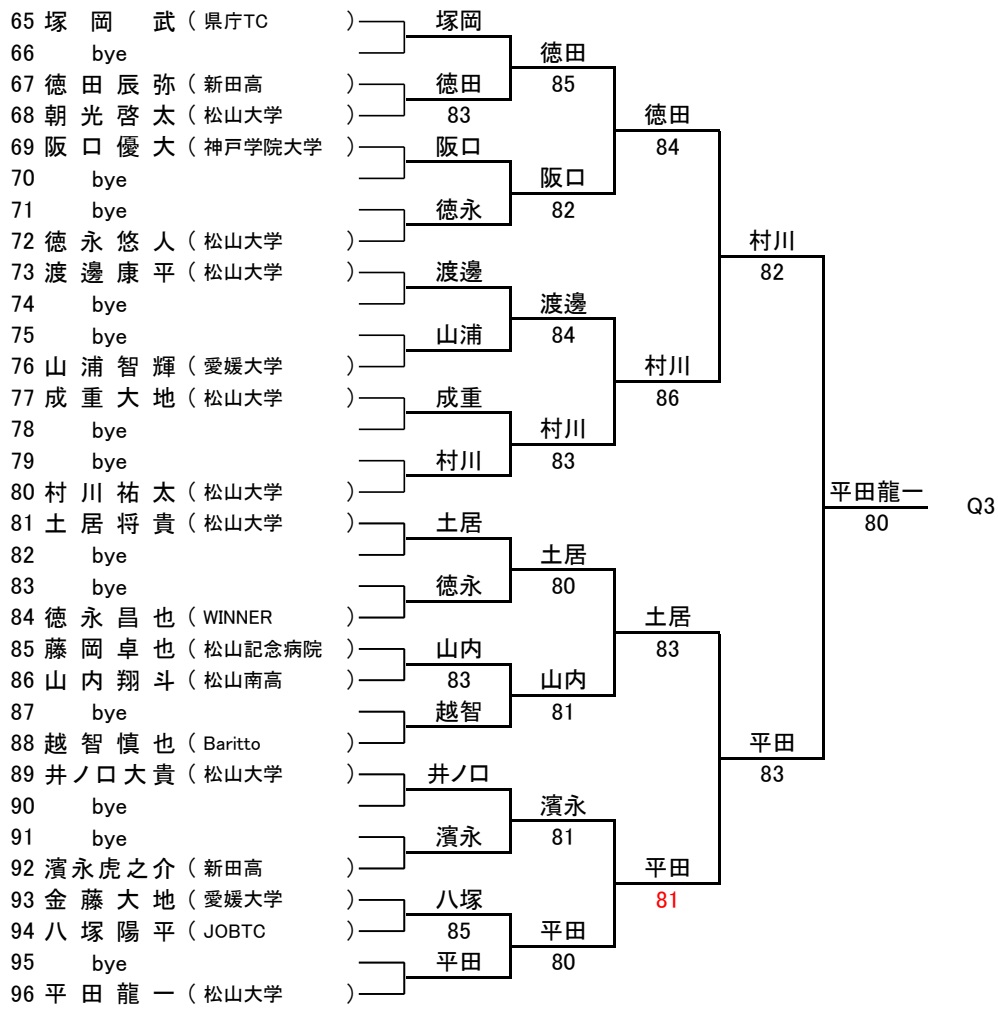 65 塚 岡 武 ( 県庁TC ) 塚岡
66 bye 徳田
67 徳 田 辰 弥 ( 新田高 ) 徳田 85
68 朝 光 啓 太 ( 松山大学 ) 83 徳田
69 阪 口 優 大 ( 神戸学院大学 ) 阪口 84
70 bye 阪口
71 bye 徳永 82
72 徳 永 悠 人 ( 松山大学 ) 村川
73 渡 邊 康 平 ( 松山大学 ) 渡邊 82
74 bye 渡邊
75 bye 山浦 84
76 山 浦 智 輝 ( 愛媛大学 ) 村川
77 成 重 大 地 ( 松山大学 ) 成重 86
78 bye 村川
79 bye 村川 83
80 村 川 祐 太 ( 松山大学 ) 平田龍一 Q3
81 土 居 将 貴 ( 松山大学 ) 土居 80
82 bye 土居
83 bye 徳永 80
84 徳 永 昌 也 ( WINNER ) 土居
85 藤 岡 卓 也 ( 松山記念病院 ) 山内 83
86 山 内 翔 斗 ( 松山南高 ) 83 山内
87 bye 越智 81
88 越 智 慎 也 ( Baritto ) 平田
89 井ノ口大貴 ( 松山大学 ) 井ノ口 83
90 bye 濱永
91 bye 濱永 81
92 濱永虎之介 ( 新田高 ) 平田
93 金 藤 大 地 ( 愛媛大学 ) 八塚 81
94 八 塚 陽 平 ( JOBTC ) 85 平田
95 bye 平田 80
96 平 田 龍 一 ( 松山大学 )